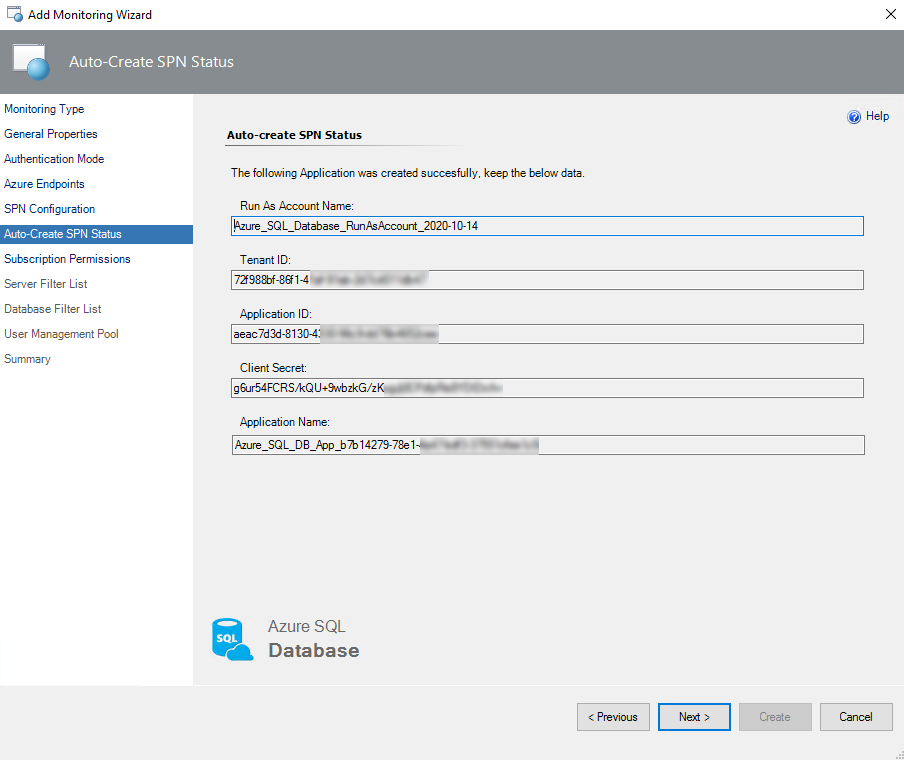 Add Monitoring Wizard
Auto-Create SPN Status
Monitoring Type
General Properties
Authentication Mode
Azure Endpoints
SPN Configuration
Auto-Create SPN Status
Subscription Permissions
Server Filter List
Database Filter List
User Management Pool
Summary
Help
Auto-create SPN Status
The following Application was created succesfully, keep the below data.
Run As Account Name:
Azure_SQL_Database_RunAsAccount_2020-10-14
Tenant ID:
72f988bf-86f1-4
Application ID:
aeac7d3d-8130-4
Client Secret:
g6ur54FCRS/kQU+9wbzkG/zK
Application Name:
Azure_SQL_DB_App_b7b14279-78e1-
SQL
Azure SQL
Database
< Previous
Next >
Create
Cancel